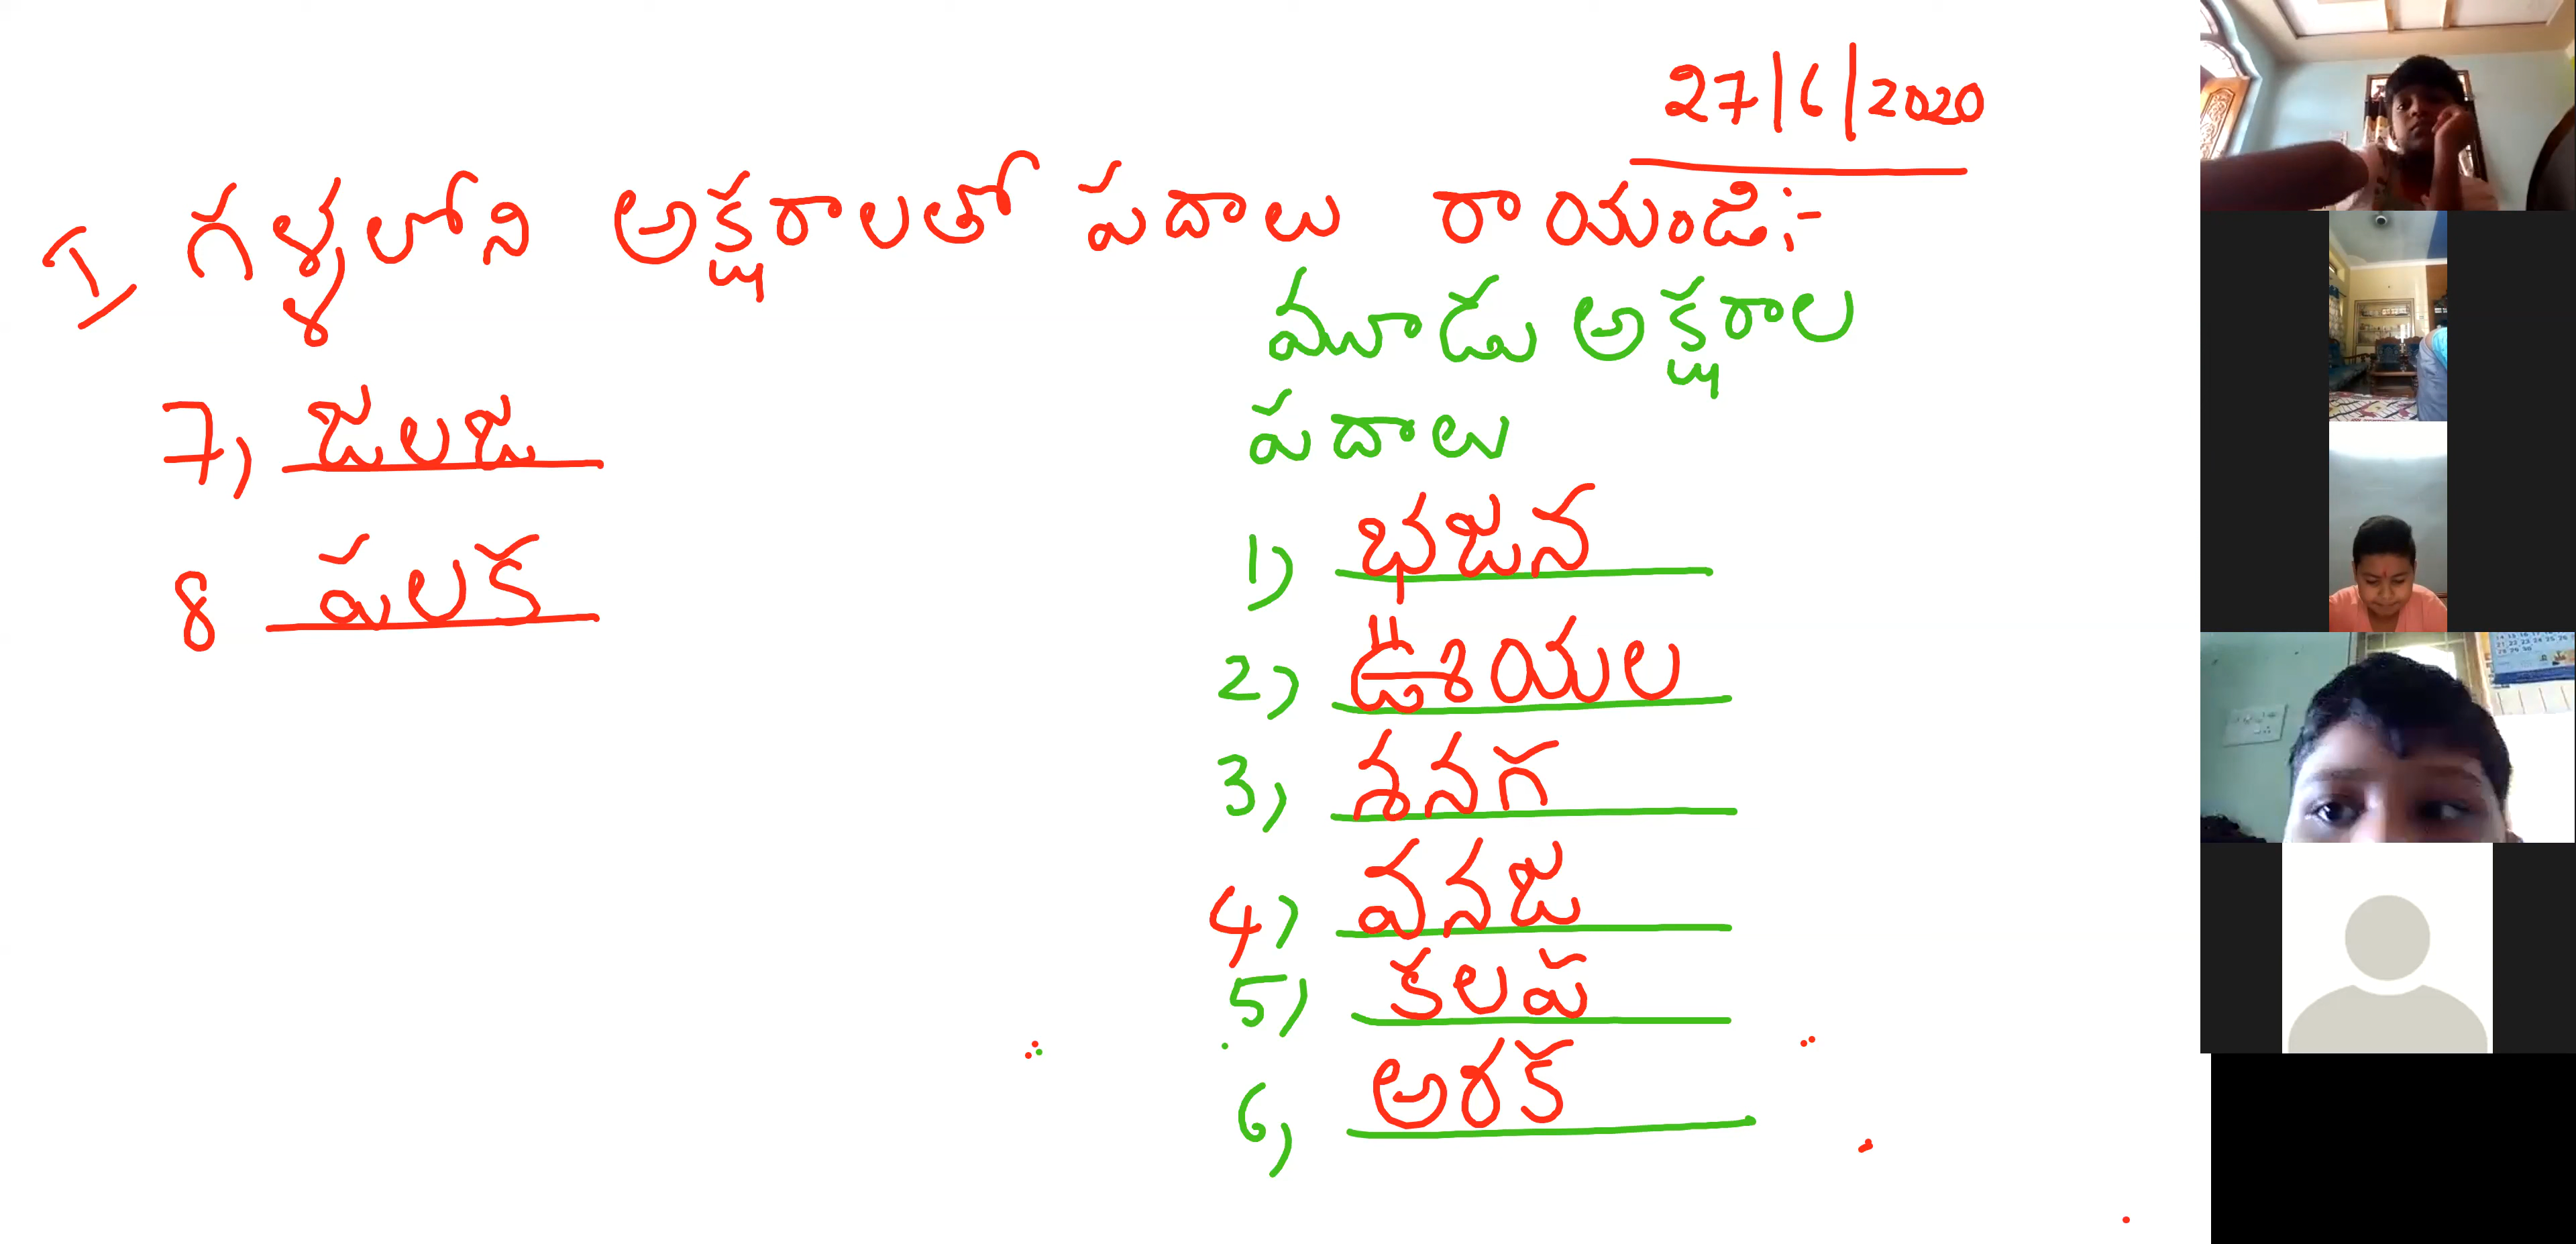 27/6/2020
I గళ్ళలోని అక్షరాలతో పదాలు రాయండి:-
మూడు అక్షరాల
పదాలు
1) భజన
2) ఊయల
3) శనగ
4) వనజ
5) కలప
6) అరక
7) జలజ
8 పలక